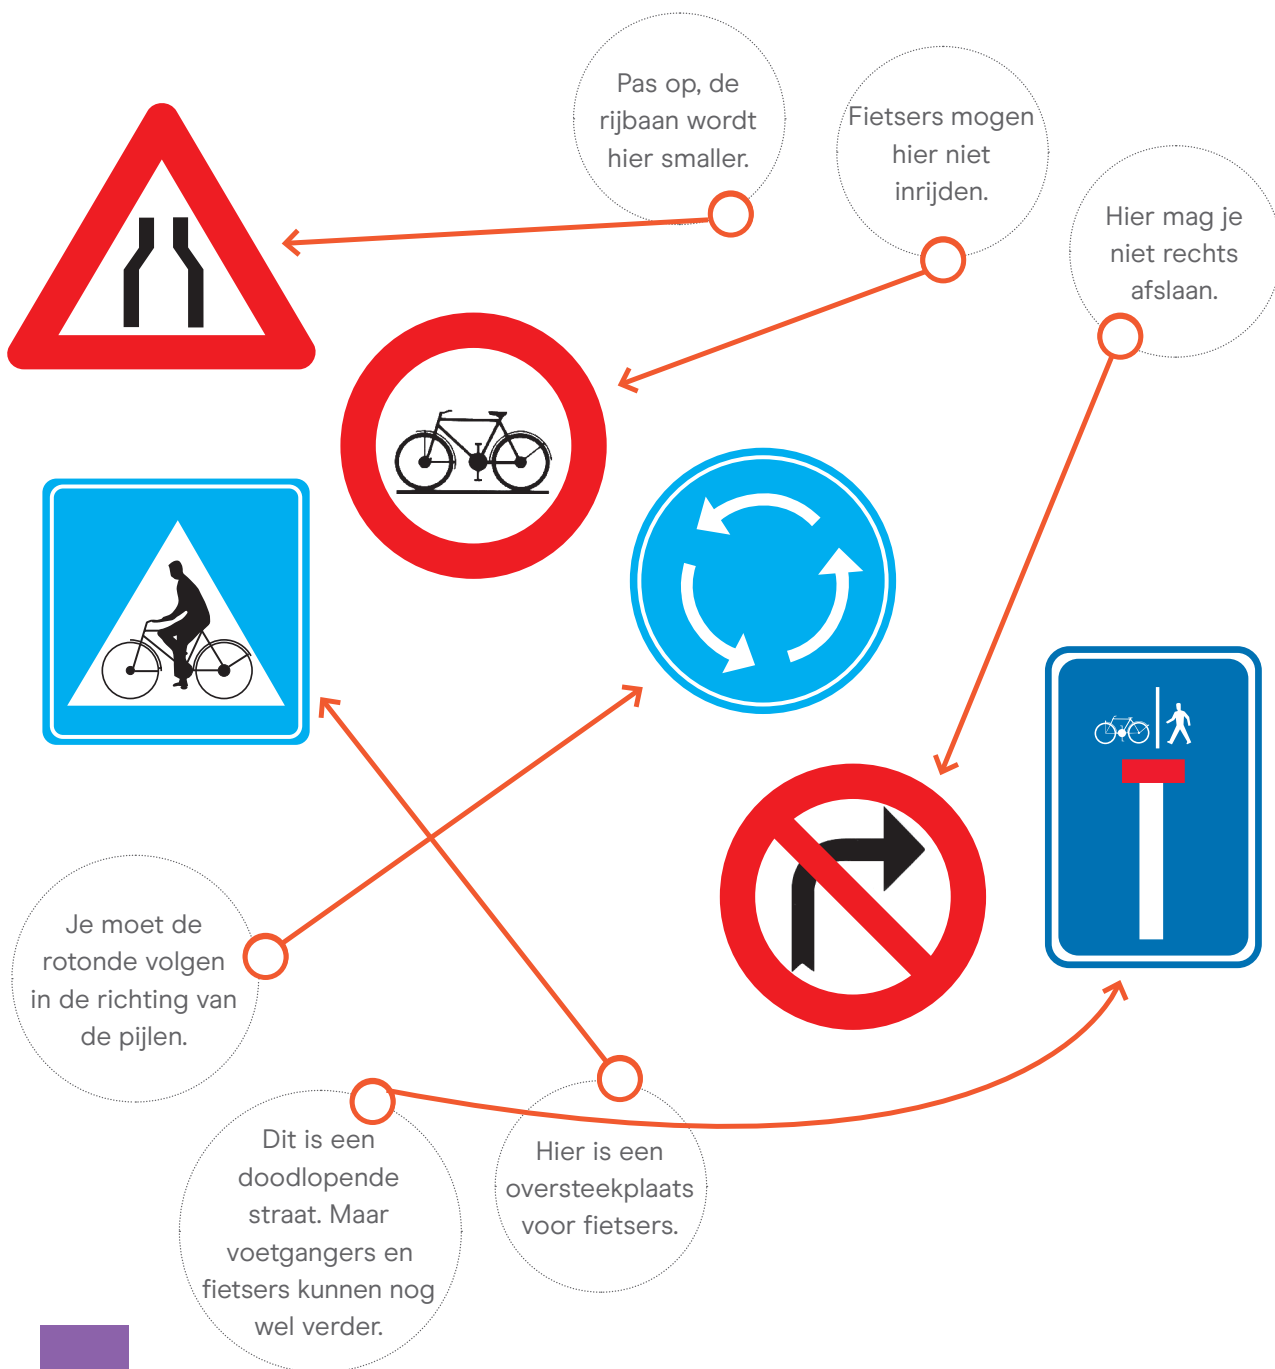 Pas op, de
rijbaan wordt
hier smaller.
Fietsers mogen
hier niet
inrijden.
Hier mag je
niet rechts
afslaan.
Je moet de
rotonde volgen
in de richting van
de pijlen.
Dit is een
doodlopende
straat. Maar
voetgangers en
fietsers kunnen nog
wel verder.
Hier is een
oversteekplaats
voor fietsers.